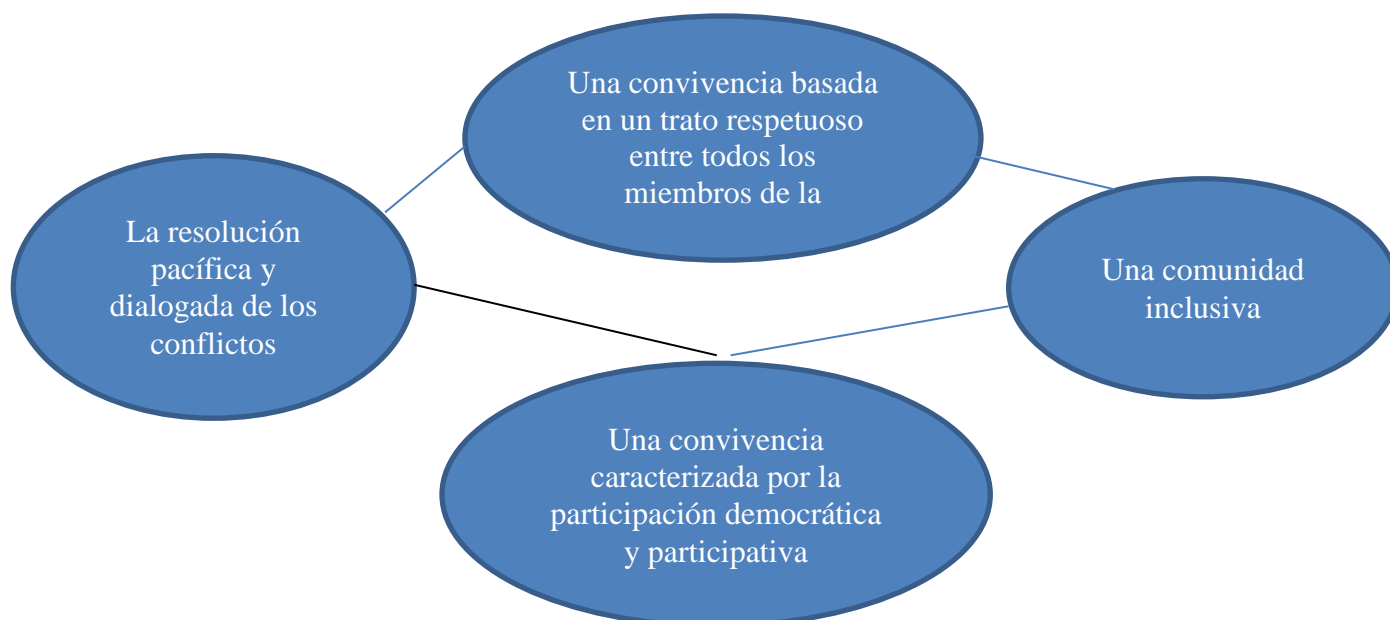 Una convivencia basada
en un trato respetuoso
entre todos los
miembros de la
La resolución
pacífica y
dialogada de los
conflictos
Una comunidad
inclusiva
Una convivencia
caracterizada por la
participación democrática
y participativa